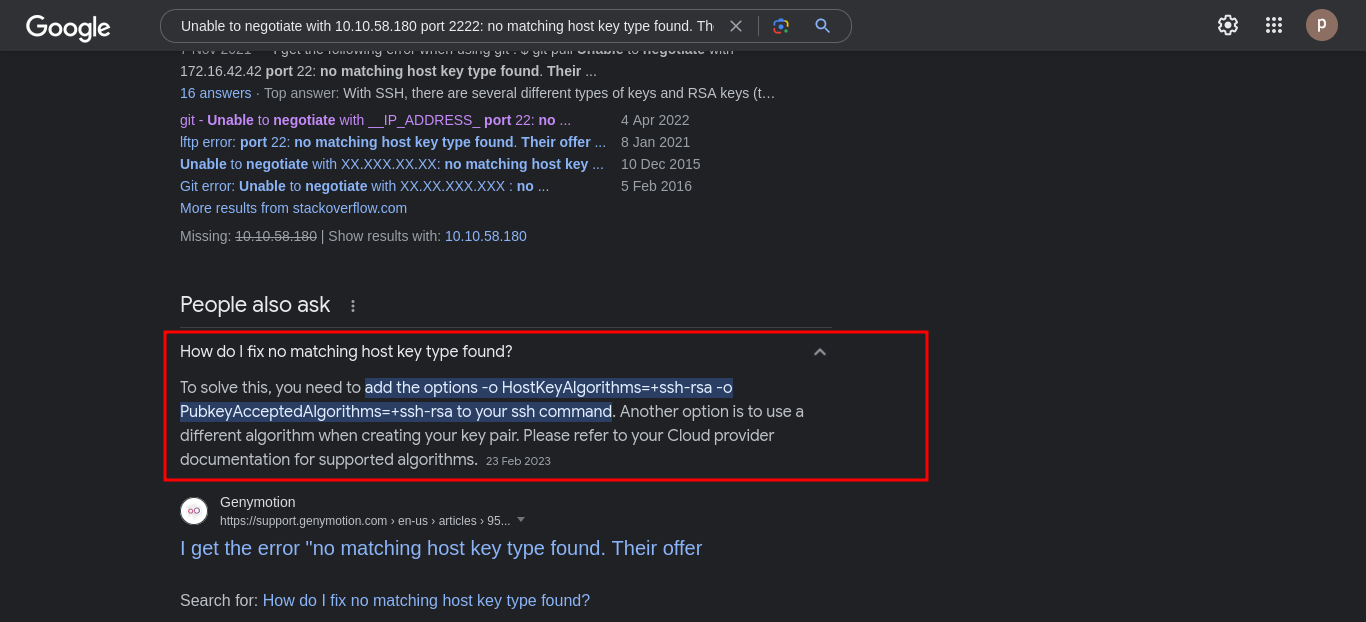 Google
Unable to negotiate with 10.10.58.180 port 2222: no matching host key type found. Th
p
7 Nov 2021 — I get the following error when using git : $ git pull Unable to negotiate with
172.16.42.42 port 22: no matching host key type found. Their ...
16 answers · Top answer: With SSH, there are several different types of keys and RSA keys (t…
git - Unable to negotiate with __IP_ADDRESS_ port 22: no ... 4 Apr 2022
lftp error: port 22: no matching host key type found. Their offer ... 8 Jan 2021
Unable to negotiate with XX.XXX.XX.XX: no matching host key ... 10 Dec 2015
Git error: Unable to negotiate with XX.XX.XXX.XXX : no ... 5 Feb 2016
More results from stackoverflow.com
Missing: 10.10.58.180 | Show results with: 10.10.58.180
People also ask
How do I fix no matching host key type found?
To solve this, you need to add the options -o HostKeyAlgorithms=+ssh-rsa -o
PubkeyAcceptedAlgorithms=+ssh-rsa to your ssh command. Another option is to use a
different algorithm when creating your key pair. Please refer to your Cloud provider
documentation for supported algorithms. 23 Feb 2023
Genymotion
https://support.genymotion.com › en-us › articles › 95...
I get the error "no matching host key type found. Their offer
Search for: How do I fix no matching host key type found?